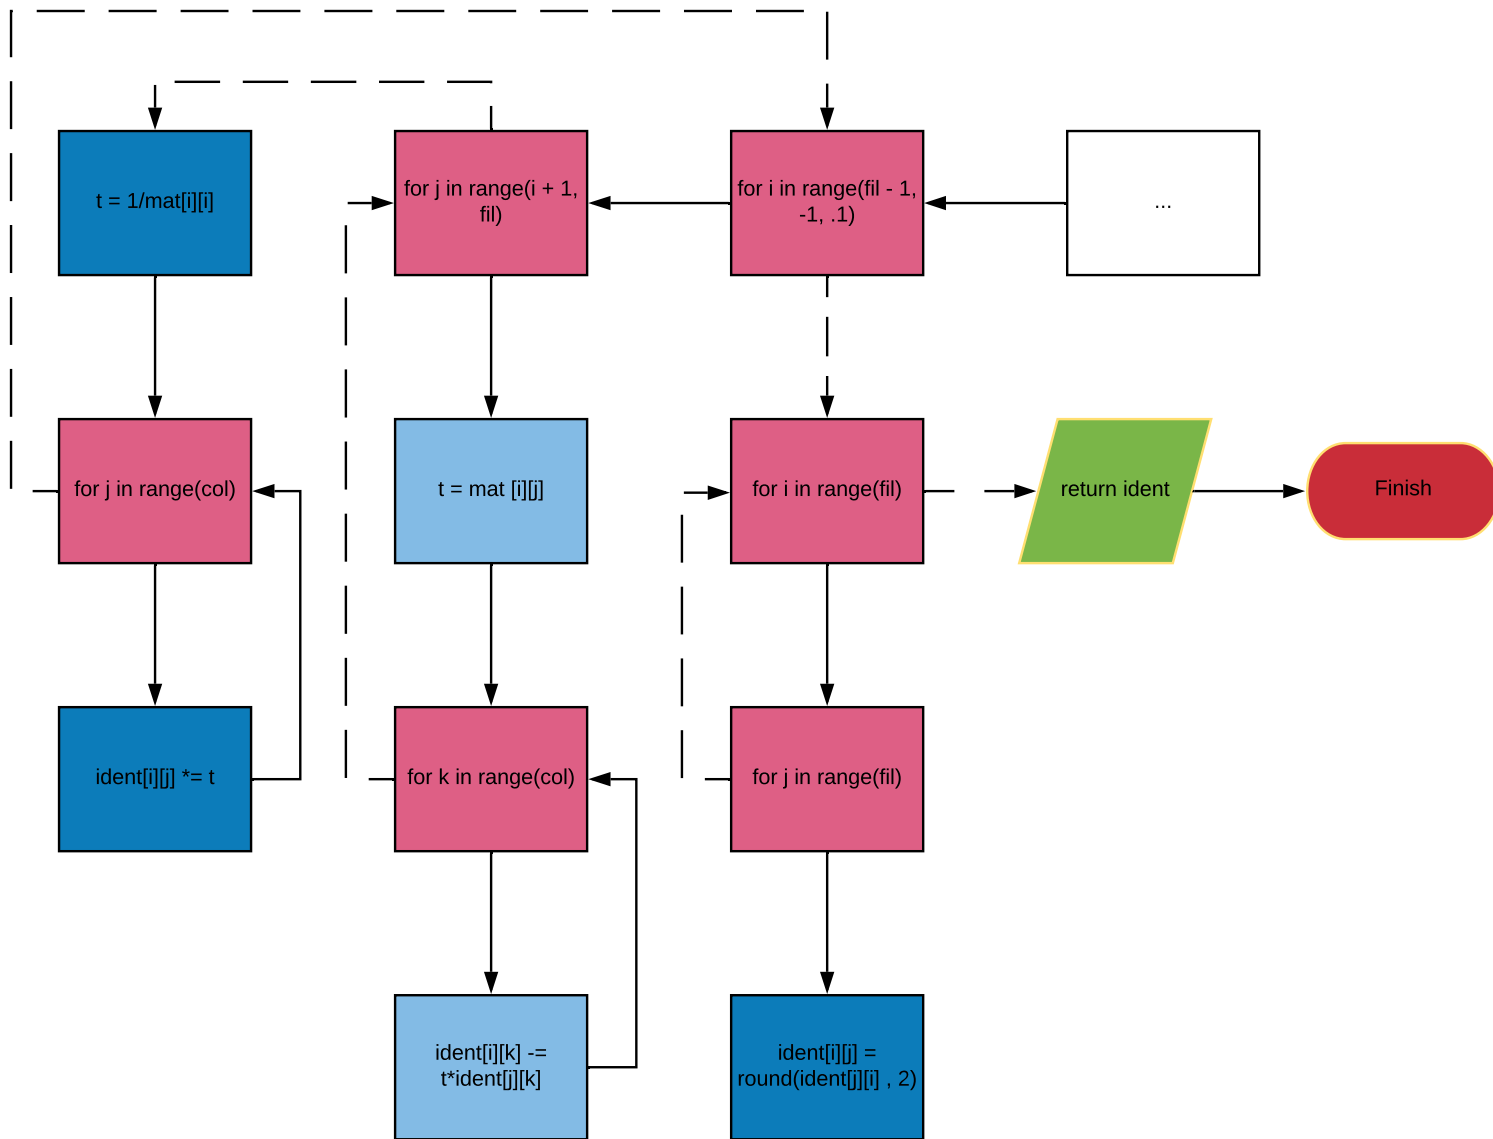 t = 1/mat[i][i]
for j in range(i + 1,
fil)
for i in range(fil - 1,
-1, .1)
...
for j in range(col)
t = mat [i][j]
for i in range(fil)
return ident
Finish
ident[i][j] *= t
for k in range(col)
for j in range(fil)
ident[i][k] -=
t*ident[j][k]
ident[i][j] =
round(ident[j][i] , 2)